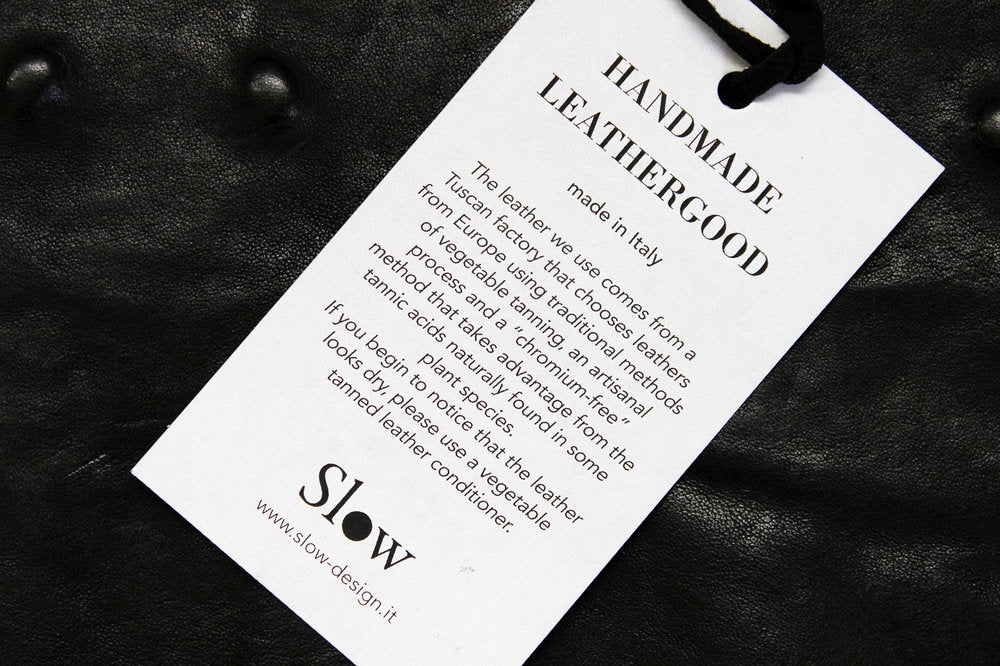 HANDMADE
LEATHERGOOD
made in Italy
The leather we use comes from a
Tuscan factory that chooses leathers
from Europe using traditional methods
of vegetable tanning, an artisanal
process and a "chromium-free"
method that takes advantage from the
tannic acids naturally found in some
plant species.
If you begin to notice that the leather
looks dry, please use a vegetable
tanned leather conditioner.
Slow
www.slow-design.it